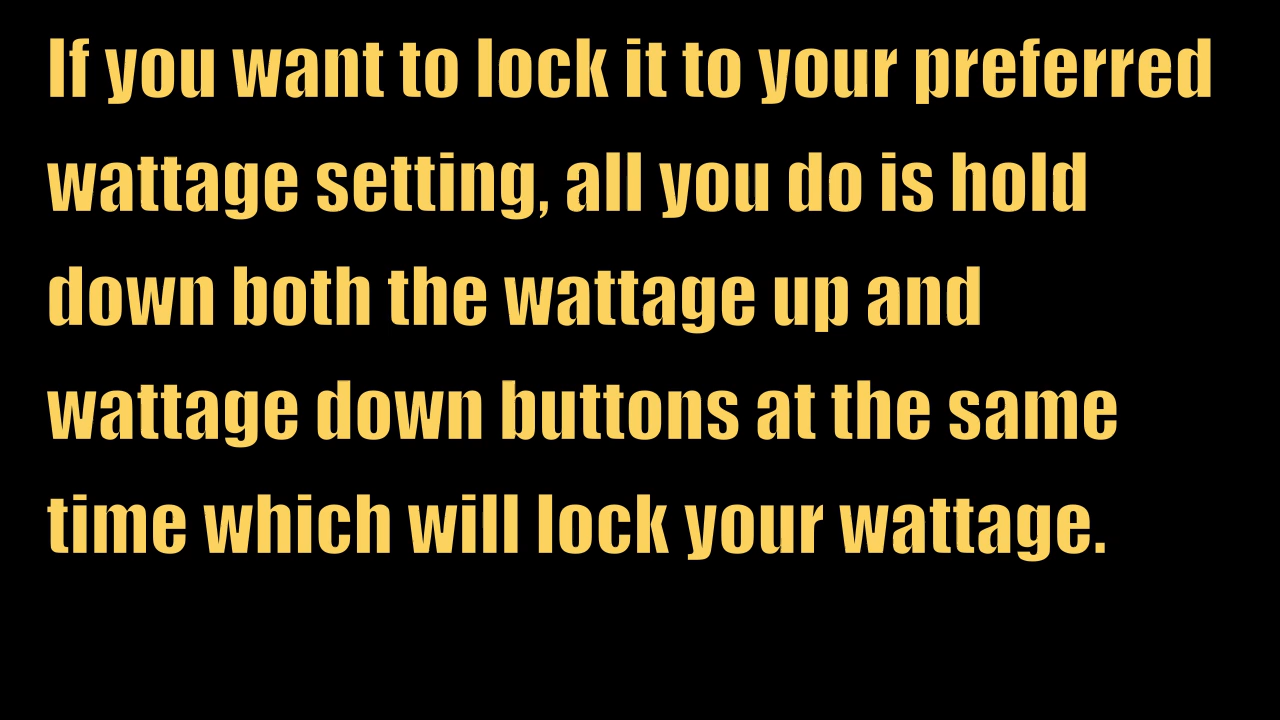 If you want to lock it to your preferred
wattage setting, all you do is hold
down both the wattage up and
wattage down buttons at the same
time which will lock your wattage.